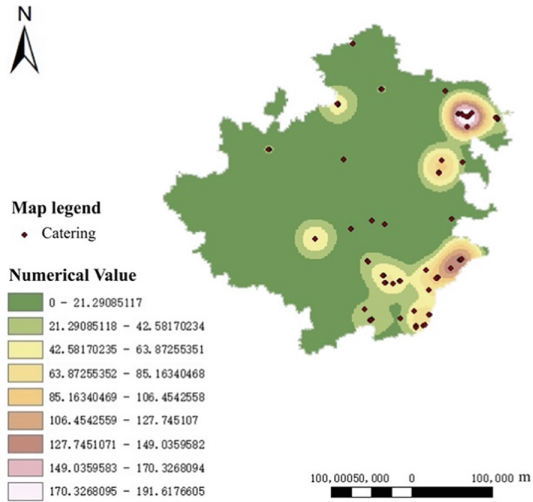 N
Map legend
Catering
Numerical Value
0 - 21.29085117
21.29085118 - 42.58170234
42.58170235 - 63.87255351
63.87255352 - 85.16340468
85.16340469 - 106.4542558
106.4542559 - 127.745107
127.7451071 - 149.0359582
149.0359583 - 170.3268094
170.3268095 - 191.6176605
100,00050,000 0 100,000 m